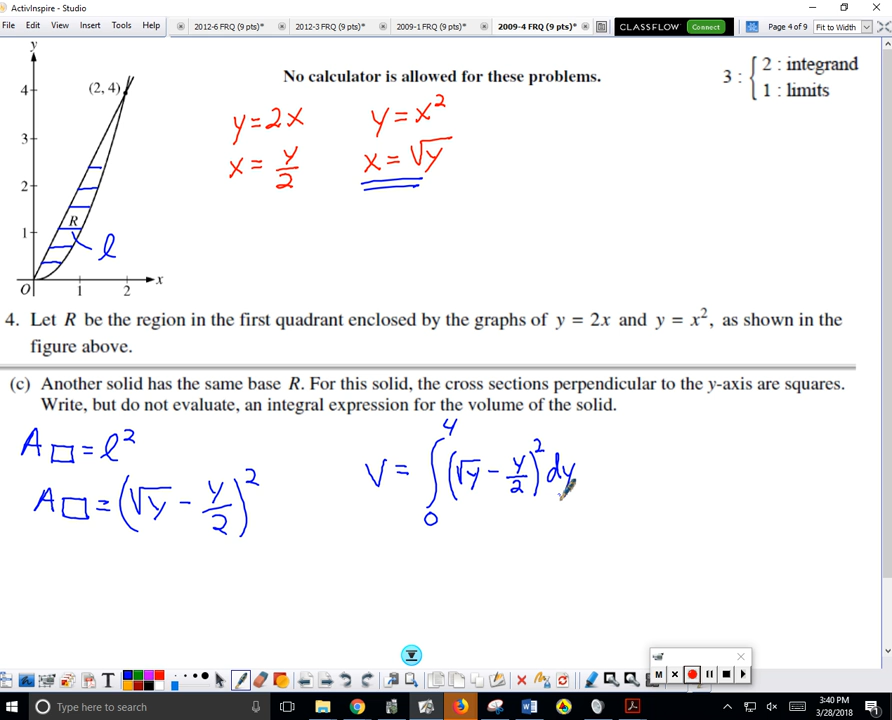 ActivInspire - Studio
File Edit View Insert Tools Help
2012-6 FRQ (9 pts)* 2012-3 FRQ (9 pts)* 2009-1 FRQ (9 pts)* 2009-4 FRQ (9 pts)* CLASSFLOW Connect Page 4 of 9 Fit to Width
y
4 (2, 4)
3
2
1 R l
O 1 2 x
No calculator is allowed for these problems.
3 : { 2 : integrand
1 : limits
y = 2x y = x²
x = y/2 x = √y
4. Let R be the region in the first quadrant enclosed by the graphs of y = 2x and y = x², as shown in the
figure above.
(c) Another solid has the same base R. For this solid, the cross sections perpendicular to the y-axis are squares.
Write, but do not evaluate, an integral expression for the volume of the solid.
A□ = l²
A□ = (√y − y/2)²
V = ∫₀⁴ (√y − y/2)² dy
M
Type here to search
3:40 PM
3/28/2018